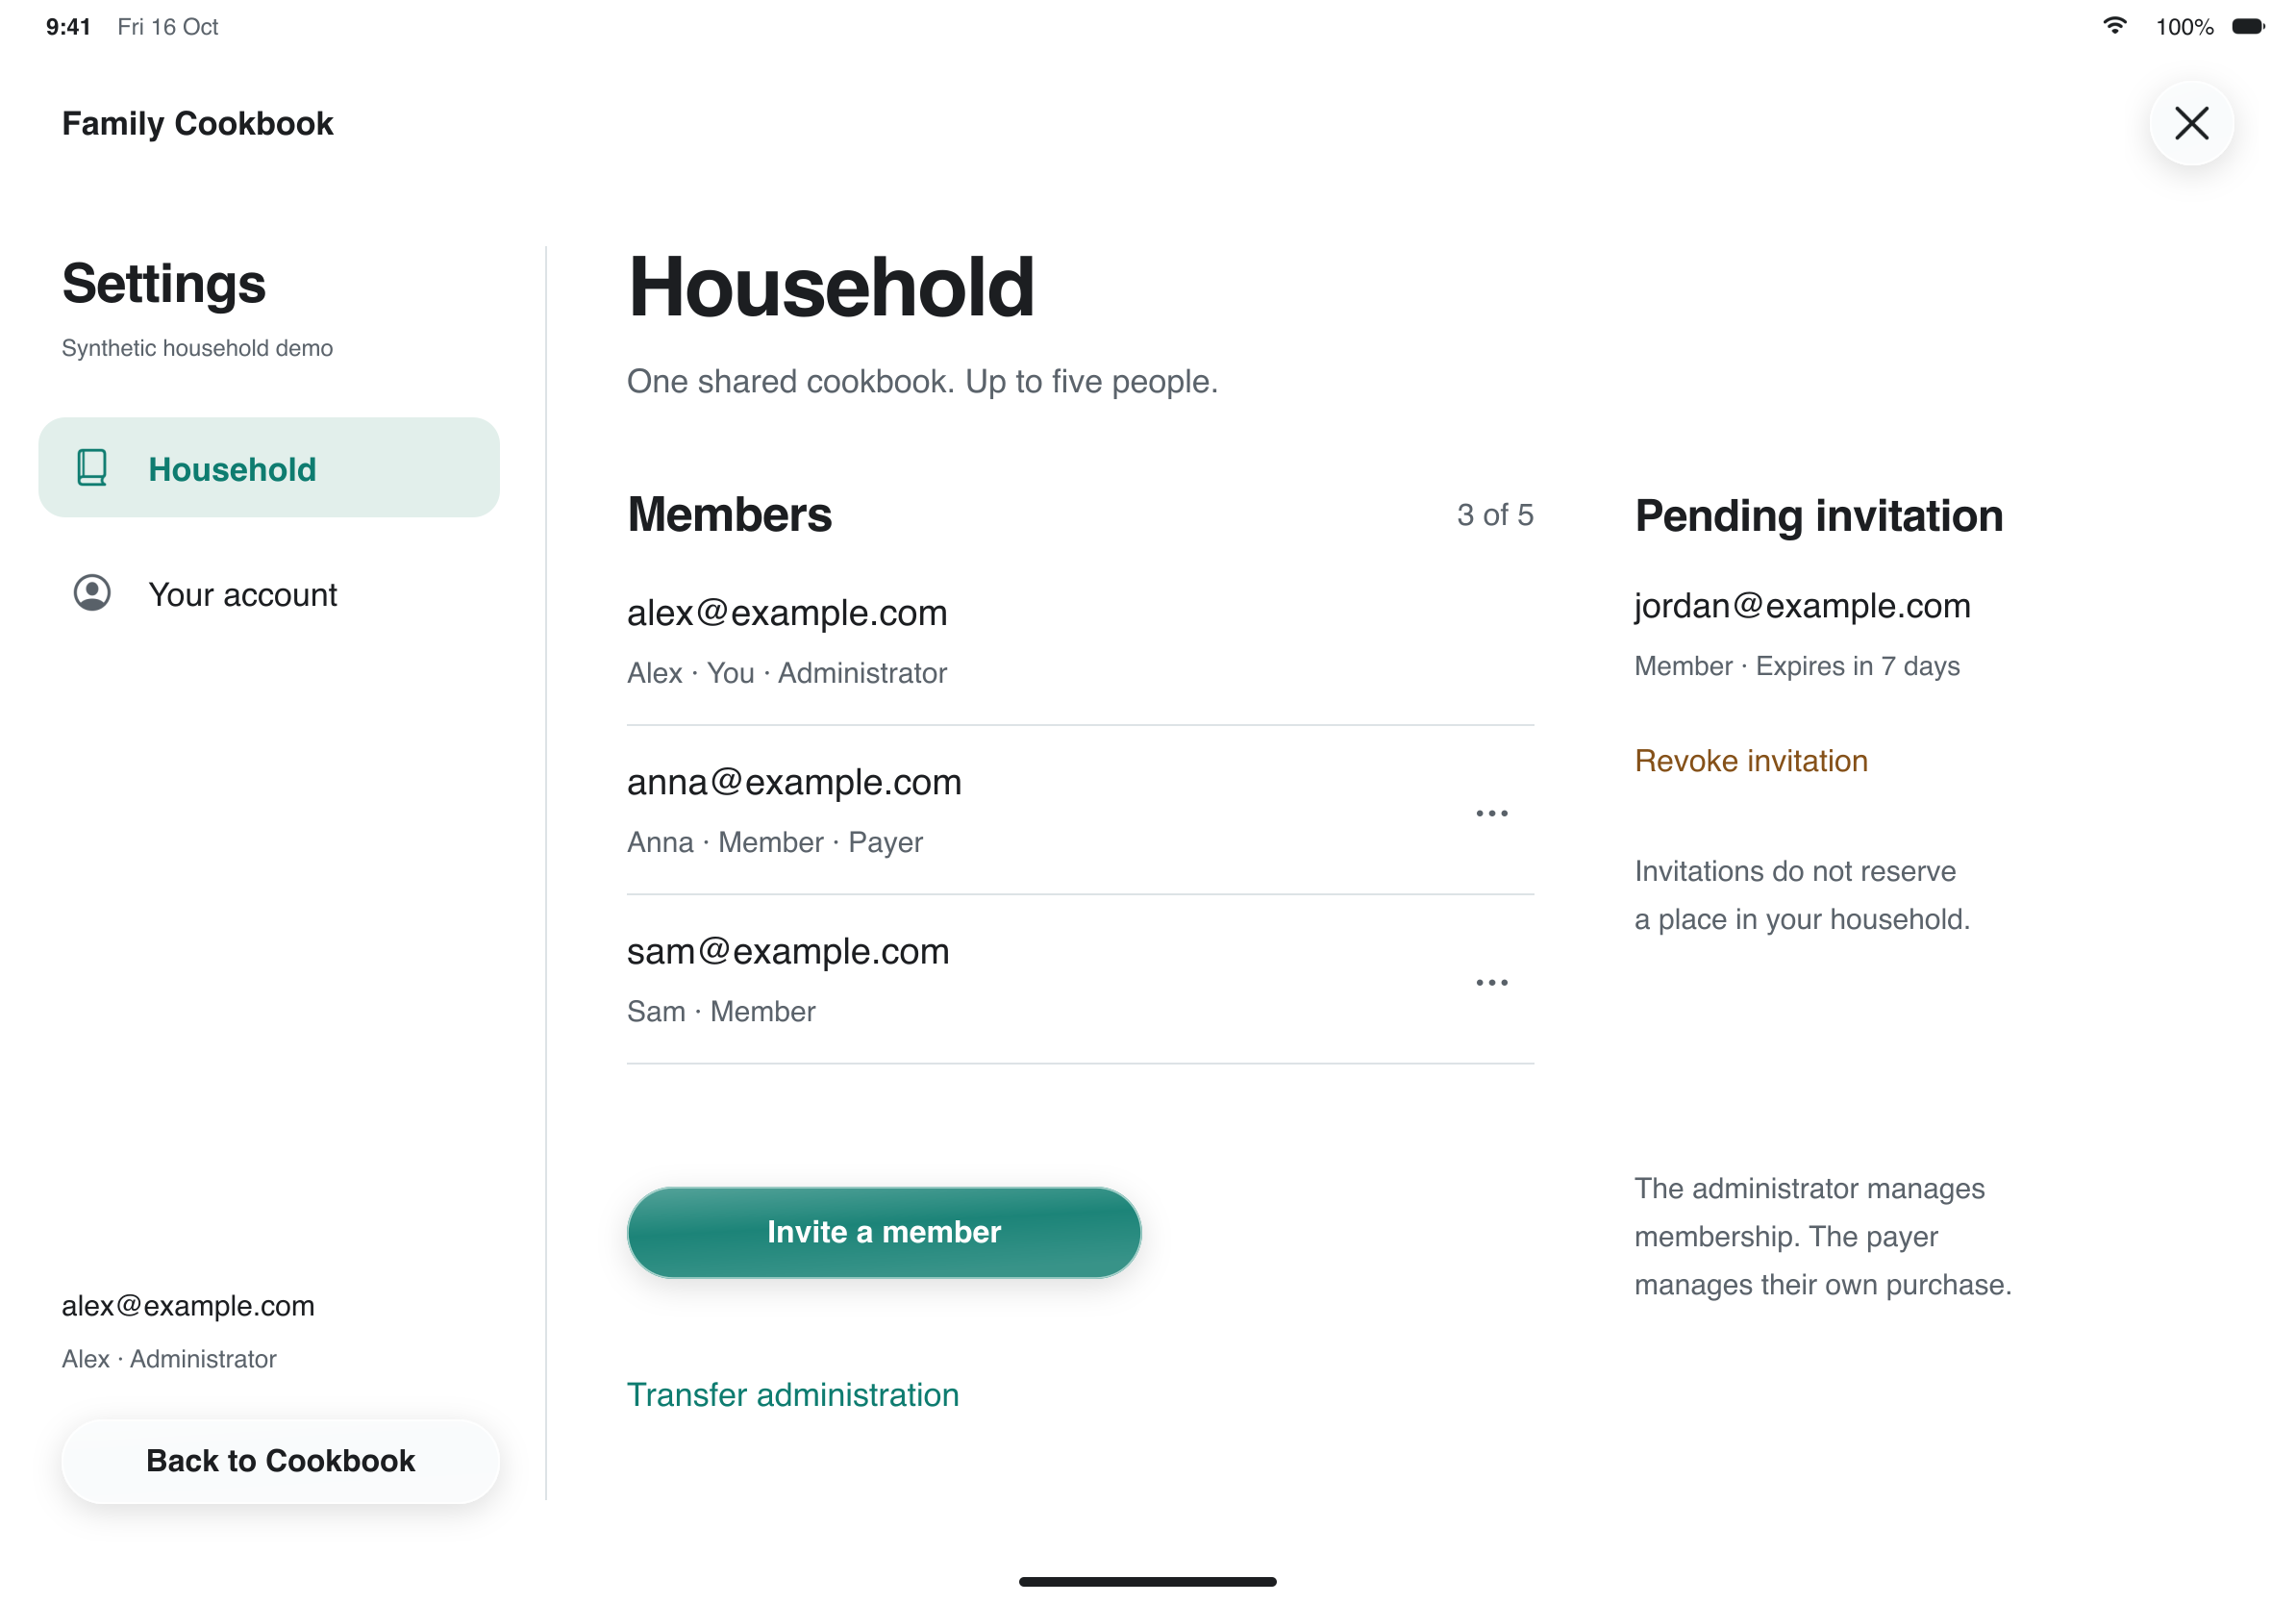 9:41 Fri 16 Oct 100%
Family Cookbook
Settings
Synthetic household demo
Household
Your account
alex@example.com
Alex · Administrator
Back to Cookbook
Household
One shared cookbook. Up to five people.
Members 3 of 5
alex@example.com
Alex · You · Administrator
anna@example.com
Anna · Member · Payer
sam@example.com
Sam · Member
Invite a member
Transfer administration
Pending invitation
jordan@example.com
Member · Expires in 7 days
Revoke invitation
Invitations do not reserve
a place in your household.
The administrator manages
membership. The payer
manages their own purchase.